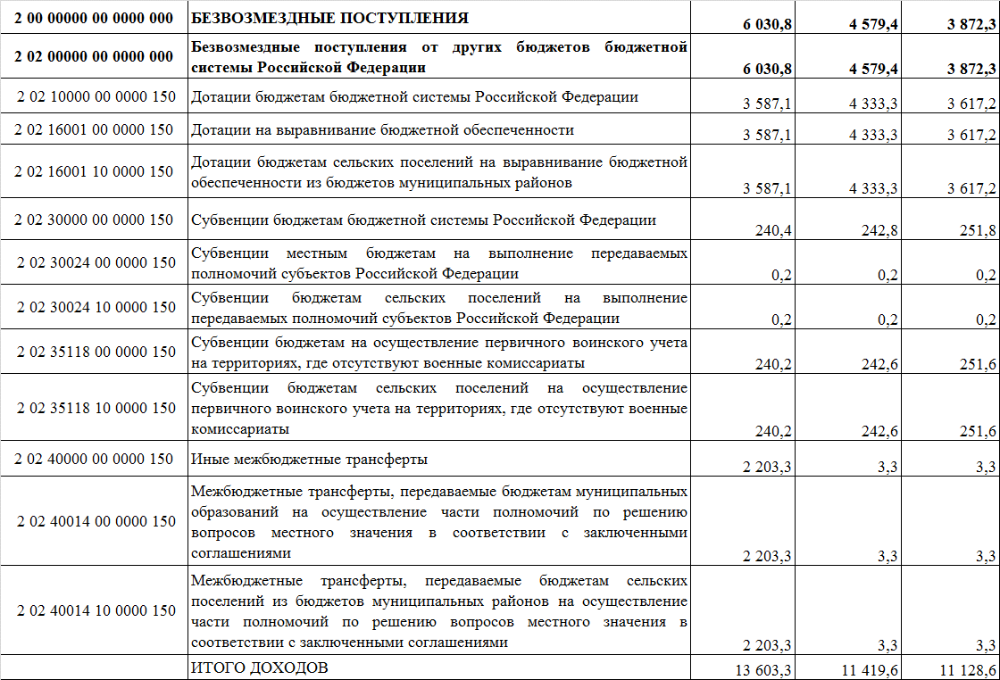 2 00 00000 00 0000 000 БЕЗВОЗМЕЗДНЫЕ ПОСТУПЛЕНИЯ 6 030,8 4 579,4 3 872,3
2 02 00000 00 0000 000 Безвозмездные поступления от других бюджетов бюджетной
системы Российской Федерации 6 030,8 4 579,4 3 872,3
2 02 10000 00 0000 150 Дотации бюджетам бюджетной системы Российской Федерации 3 587,1 4 333,3 3 617,2
2 02 16001 00 0000 150 Дотации на выравнивание бюджетной обеспеченности 3 587,1 4 333,3 3 617,2
2 02 16001 10 0000 150 Дотации бюджетам сельских поселений на выравнивание бюджетной
обеспеченности из бюджетов муниципальных районов 3 587,1 4 333,3 3 617,2
2 02 30000 00 0000 150 Субвенции бюджетам бюджетной системы Российской Федерации 240,4 242,8 251,8
2 02 30024 00 0000 150 Субвенции местным бюджетам на выполнение передаваемых
полномочий субъектов Российской Федерации 0,2 0,2 0,2
2 02 30024 10 0000 150 Субвенции бюджетам сельских поселений на выполнение
передаваемых полномочий субъектов Российской Федерации 0,2 0,2 0,2
2 02 35118 00 0000 150 Субвенции бюджетам на осуществление первичного воинского учета
на территориях, где отсутствуют военные комиссариаты 240,2 242,6 251,6
2 02 35118 10 0000 150 Субвенции бюджетам сельских поселений на осуществление
первичного воинского учета на территориях, где отсутствуют военные
комиссариаты 240,2 242,6 251,6
2 02 40000 00 0000 150 Иные межбюджетные трансферты 2 203,3 3,3 3,3
2 02 40014 00 0000 150 Межбюджетные трансферты, передаваемые бюджетам муниципальных
образований на осуществление части полномочий по решению
вопросов местного значения в соответствии с заключенными
соглашениями 2 203,3 3,3 3,3
2 02 40014 10 0000 150 Межбюджетные трансферты, передаваемые бюджетам сельских
поселений из бюджетов муниципальных районов на осуществление
части полномочий по решению вопросов местного значения в
соответствии с заключенными соглашениями 2 203,3 3,3 3,3
ИТОГО ДОХОДОВ 13 603,3 11 419,6 11 128,6